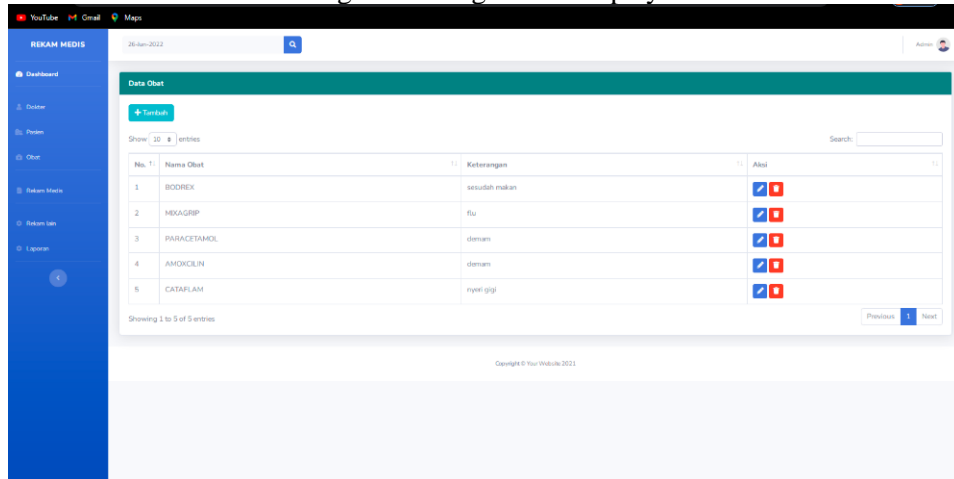 YouTube Gmail Maps
REKAM MEDIS
26-Jan-2022
Admin
Dashboard
Dokter
Pasien
Obat
Rekam Medis
Rekam lain
Laporan
Data Obat
+ Tambah
Show 10 entries
Search:
No. Nama Obat Keterangan Aksi
1 BODREX sesudah makan
2 MIXAGRIP flu
3 PARACETAMOL demam
4 AMOXCILIN demam
5 CATAFLAM nyeri gigi
Showing 1 to 5 of 5 entries
Previous 1 Next
Copyright © Your Website 2021